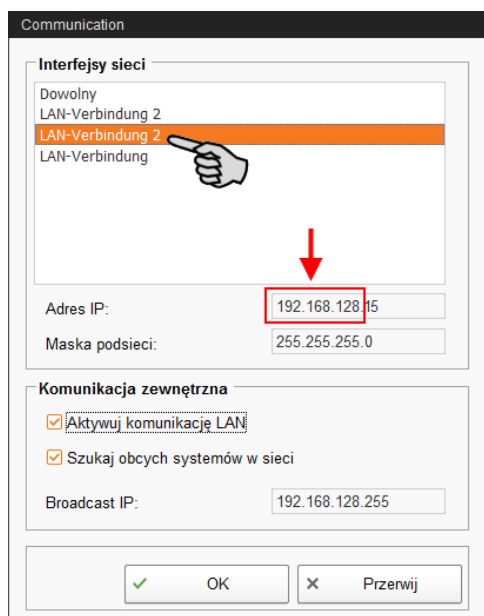 Communication
Interfejsy sieci
Dowolny
LAN-Verbindung 2
LAN-Verbindung 2
LAN-Verbindung
Adres IP: 192.168.128.15
Maska podsieci: 255.255.255.0
Komunikacja zewnętrzna
Aktywuj komunikację LAN
Szukaj obcych systemów w sieci
Broadcast IP: 192.168.128.255
OK Przerwij